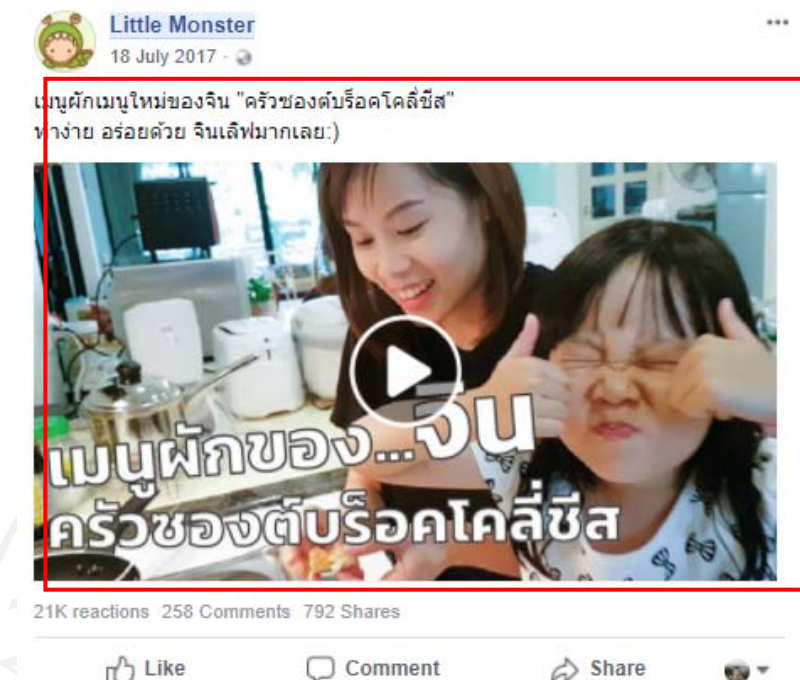 Little Monster
18 July 2017
เมนูผักเมนูใหม่ของจิน "ครัวซองต์บร็อคโคลี่ชีส"
ทำง่าย อร่อยด้วย จินเลิฟมากเลย:)
เมนูผักของ...จิน
ครัวซองต์บร็อคโคลี่ชีส
21K reactions 258 Comments 792 Shares
Like Comment Share